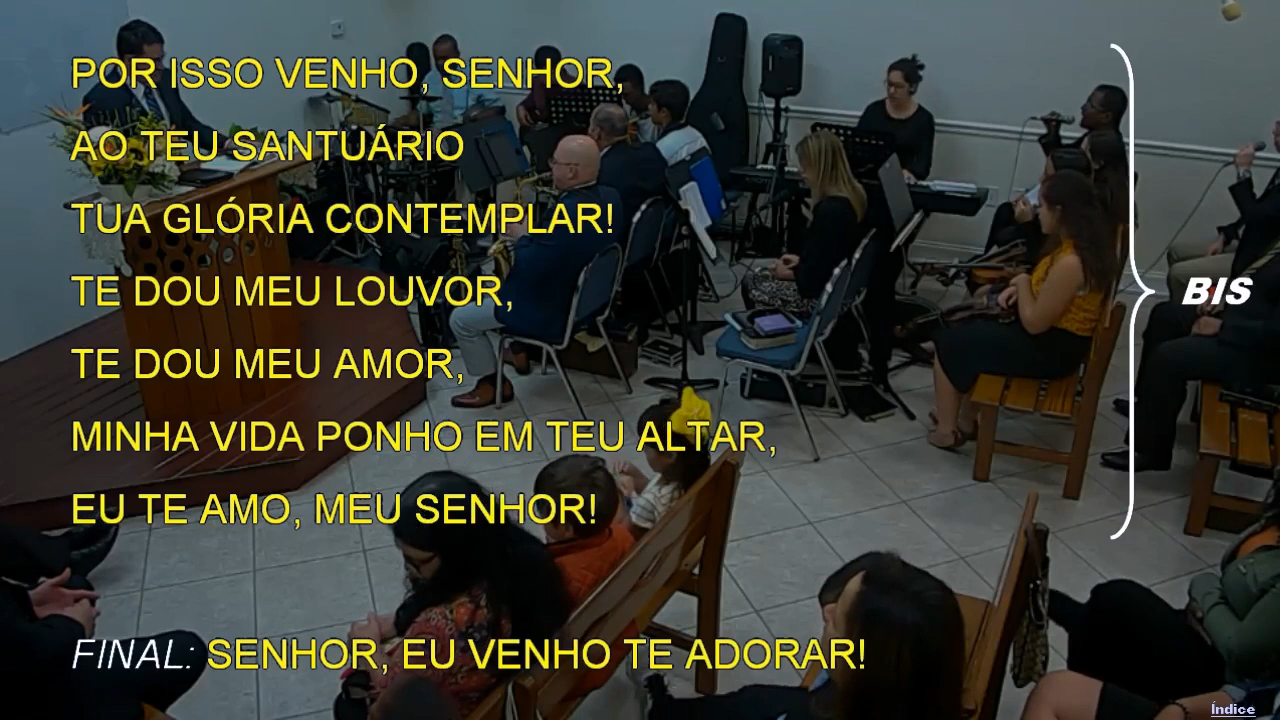 POR ISSO VENHO, SENHOR,
AO TEU SANTUÁRIO
TUA GLÓRIA CONTEMPLAR!
TE DOU MEU LOUVOR,
TE DOU MEU AMOR,
MINHA VIDA PONHO EM TEU ALTAR,
EU TE AMO, MEU SENHOR!
BIS
FINAL: SENHOR, EU VENHO TE ADORAR!
Índice